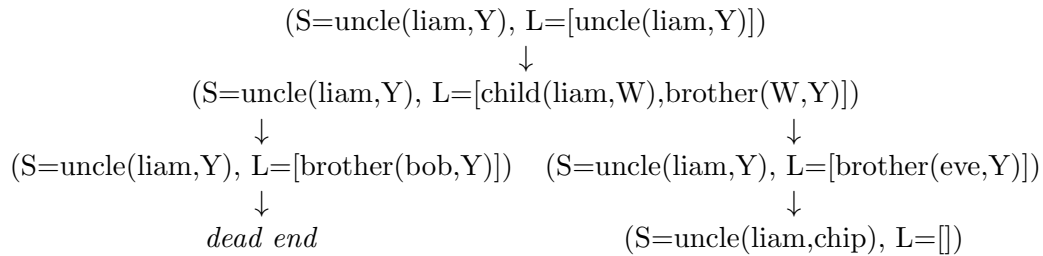 (S=uncle(liam,Y), L=[uncle(liam,Y)])
↓
(S=uncle(liam,Y), L=[child(liam,W),brother(W,Y)])
↓ ↓
(S=uncle(liam,Y), L=[brother(bob,Y)]) (S=uncle(liam,Y), L=[brother(eve,Y)])
↓ ↓
dead end (S=uncle(liam,chip), L=[])